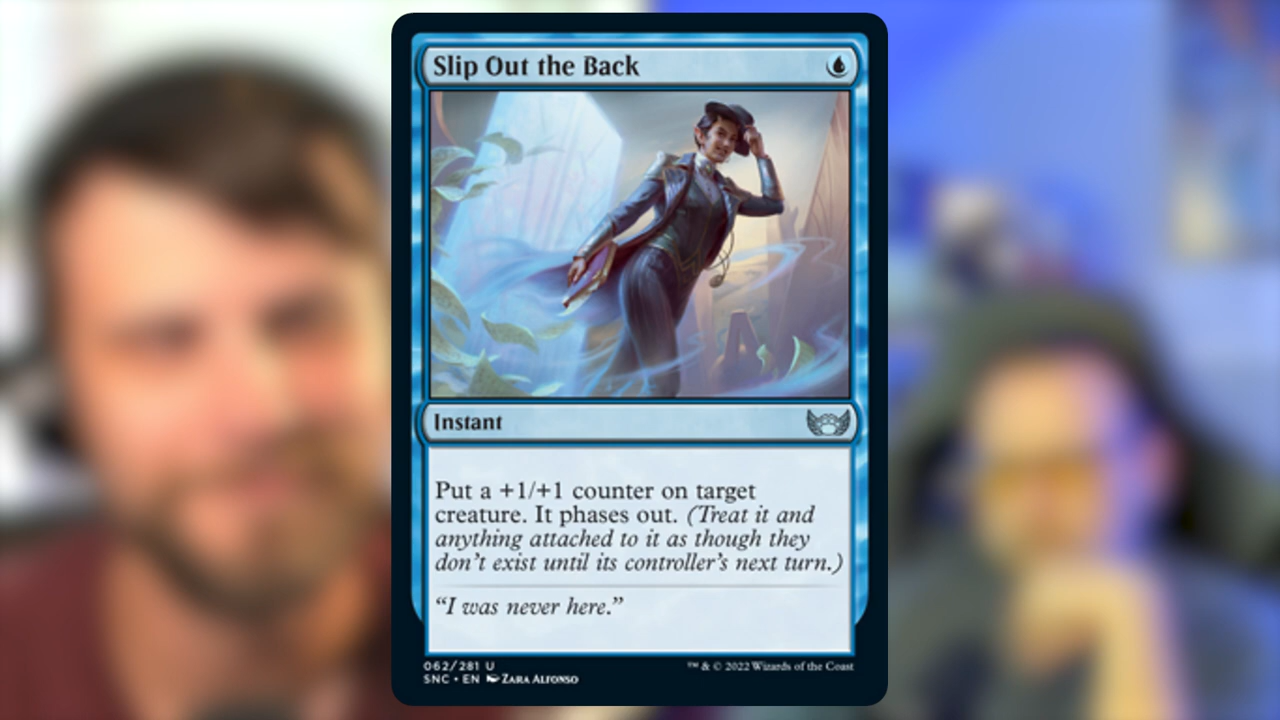 Slip Out the Back
Instant
Put a +1/+1 counter on target
creature. It phases out. (Treat it and
anything attached to it as though they
don't exist until its controller's next turn.)
"I was never here."
062/281 U
SNC • EN Zara Alfonso
™ & © 2022 Wizards of the Coast